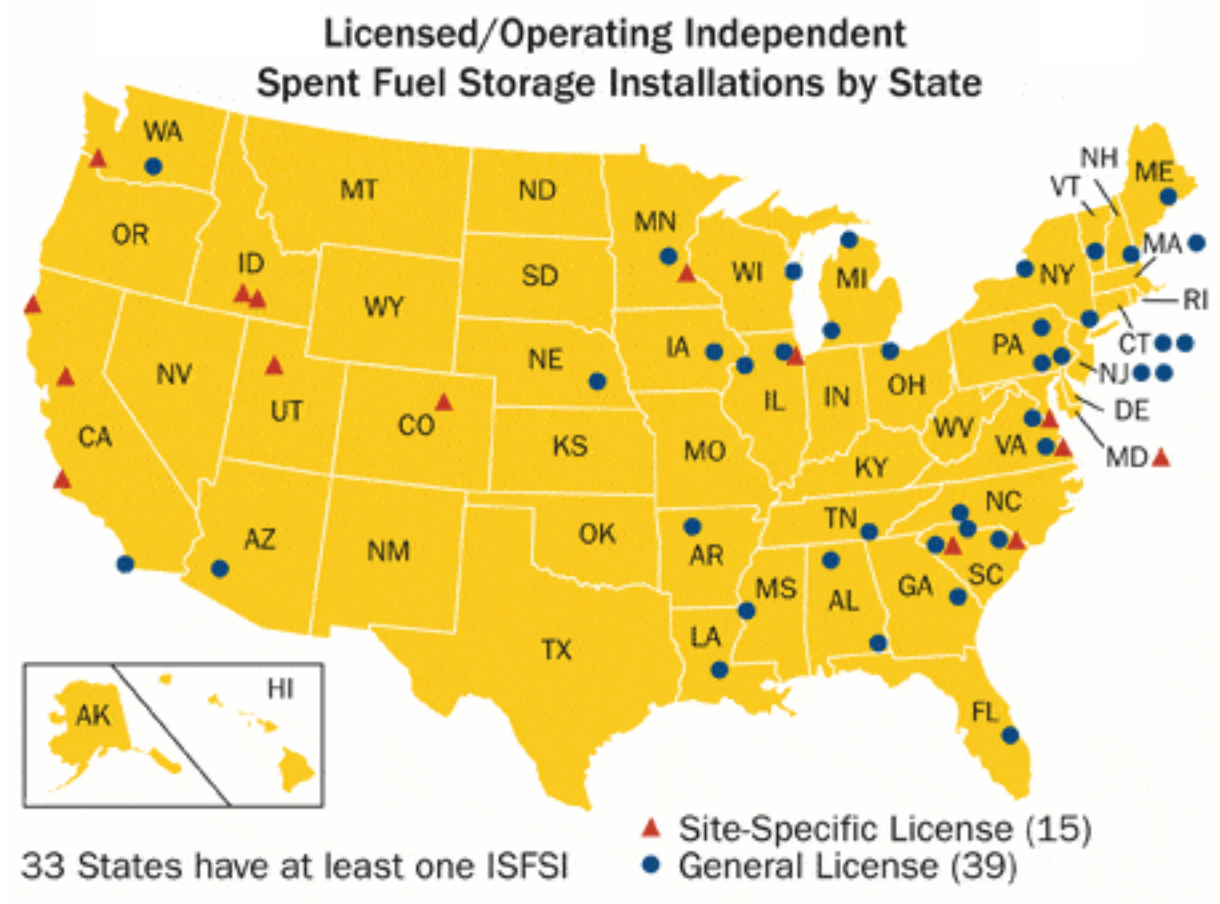 Licensed/Operating Independent
Spent Fuel Storage Installations by State
WA
MT
ND
MN
NH
VT
ME
OR
ID
SD
WI
MI
NY
MA
WY
RI
IA
NE
PA
CT
NV
NJ
UT
CO
IL
IN
OH
DE
CA
KS
MO
WV
VA
MD
KY
NC
AZ
NM
OK
TN
AR
SC
MS
AL
GA
TX
LA
HI
AK
FL
Site-Specific License (15)
33 States have at least one ISFSI
General License (39)